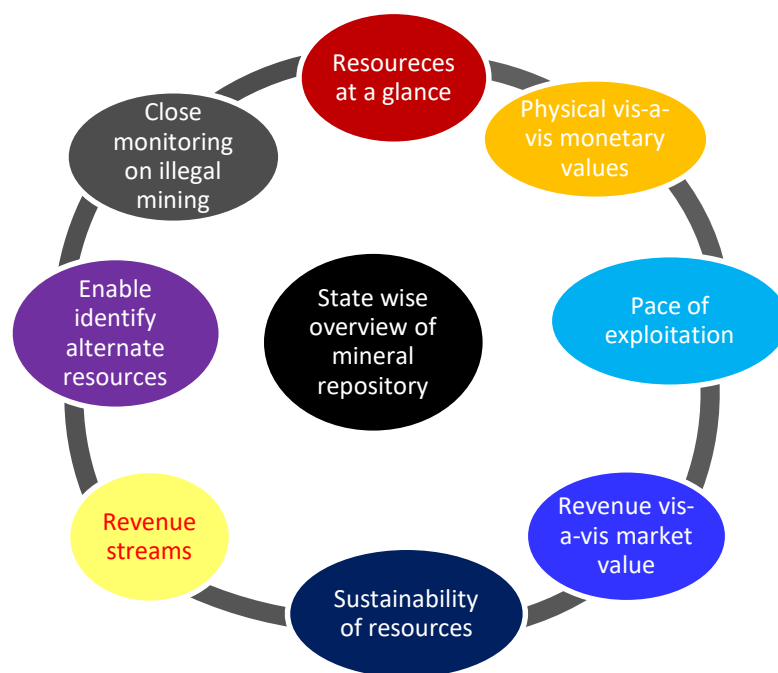 Resoureces
at a glance
Physical vis-a-
vis monetary
values
Pace of
exploitation
Revenue vis-
a-vis market
value
Sustainability
of resources
Revenue
streams
Enable
identify
alternate
resources
Close
monitoring
on illegal
mining
State wise
overview of
mineral
repository